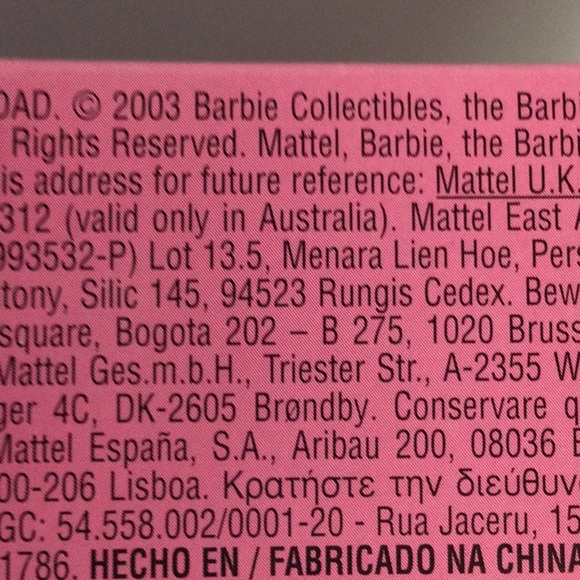 DAD. © 2003 Barbie Collectibles, the Barbi
Rights Reserved. Mattel, Barbie, the Barbi
is address for future reference: Mattel U.K.
312 (valid only in Australia). Mattel East A
993532-P) Lot 13.5, Menara Lien Hoe, Pers
tony, Silic 145, 94523 Rungis Cedex. Bew
square, Bogota 202 – B 275, 1020 Bruss
Mattel Ges.m.b.H., Triester Str., A-2355 W
ger 4C, DK-2605 Brøndby. Conservare q
Mattel España, S.A., Aribau 200, 08036 B
00-206 Lisboa. Κρατήστε την διεύθυν
GC: 54.558.002/0001-20 - Rua Jaceru, 15
1786. HECHO EN / FABRICADO NA CHINA